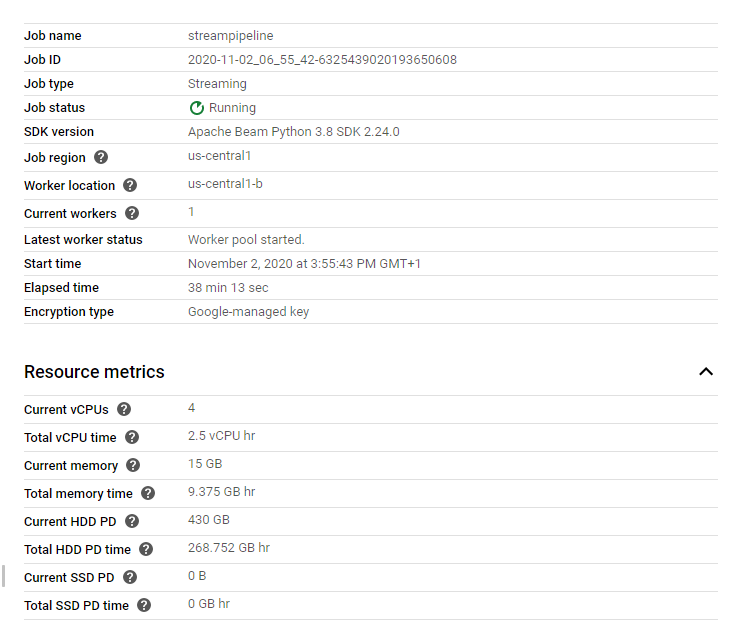 Job name streampipeline
Job ID 2020-11-02_06_55_42-6325439020193650608
Job type Streaming
Job status Running
SDK version Apache Beam Python 3.8 SDK 2.24.0
Job region ? us-central1
Worker location ? us-central1-b
Current workers ? 1
Latest worker status Worker pool started.
Start time November 2, 2020 at 3:55:43 PM GMT+1
Elapsed time 38 min 13 sec
Encryption type Google-managed key
Resource metrics
Current vCPUs ? 4
Total vCPU time ? 2.5 vCPU hr
Current memory ? 15 GB
Total memory time ? 9.375 GB hr
Current HDD PD ? 430 GB
Total HDD PD time ? 268.752 GB hr
Current SSD PD ? 0 B
Total SSD PD time ? 0 GB hr